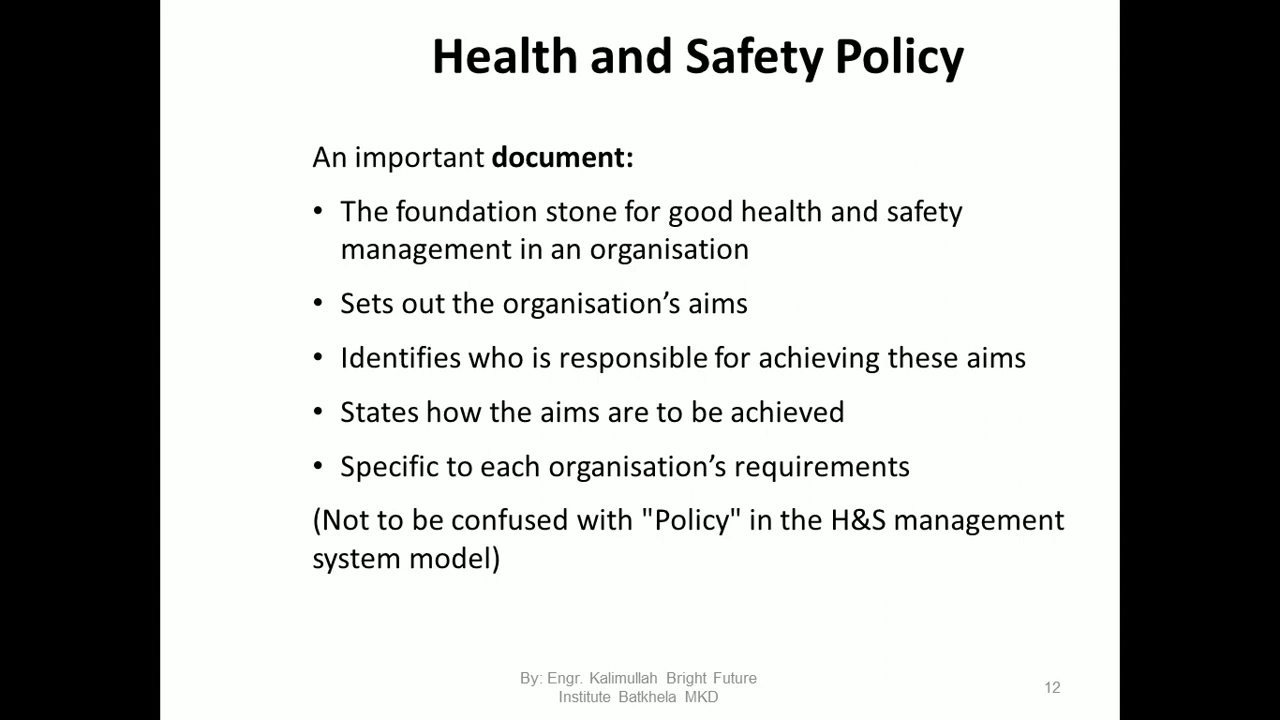 Health and Safety Policy
An important document:
• The foundation stone for good health and safety
management in an organisation
• Sets out the organisation’s aims
• Identifies who is responsible for achieving these aims
• States how the aims are to be achieved
• Specific to each organisation’s requirements
(Not to be confused with "Policy" in the H&S management
system model)
By: Engr. Kalimullah Bright Future
Institute Batkhela MKD
12